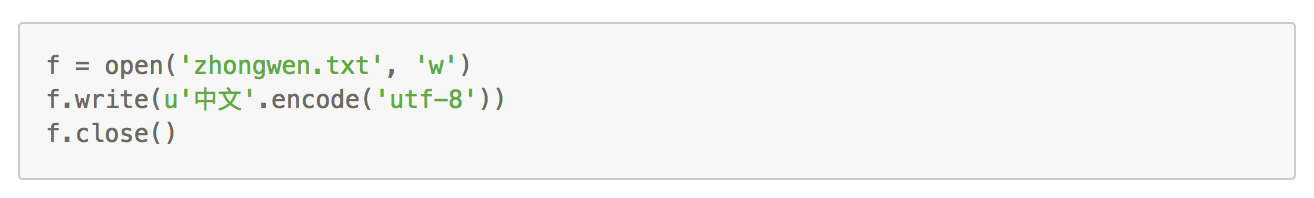 f = open('zhongwen.txt', 'w')
f.write(u'中文'.encode('utf-8'))
f.close()